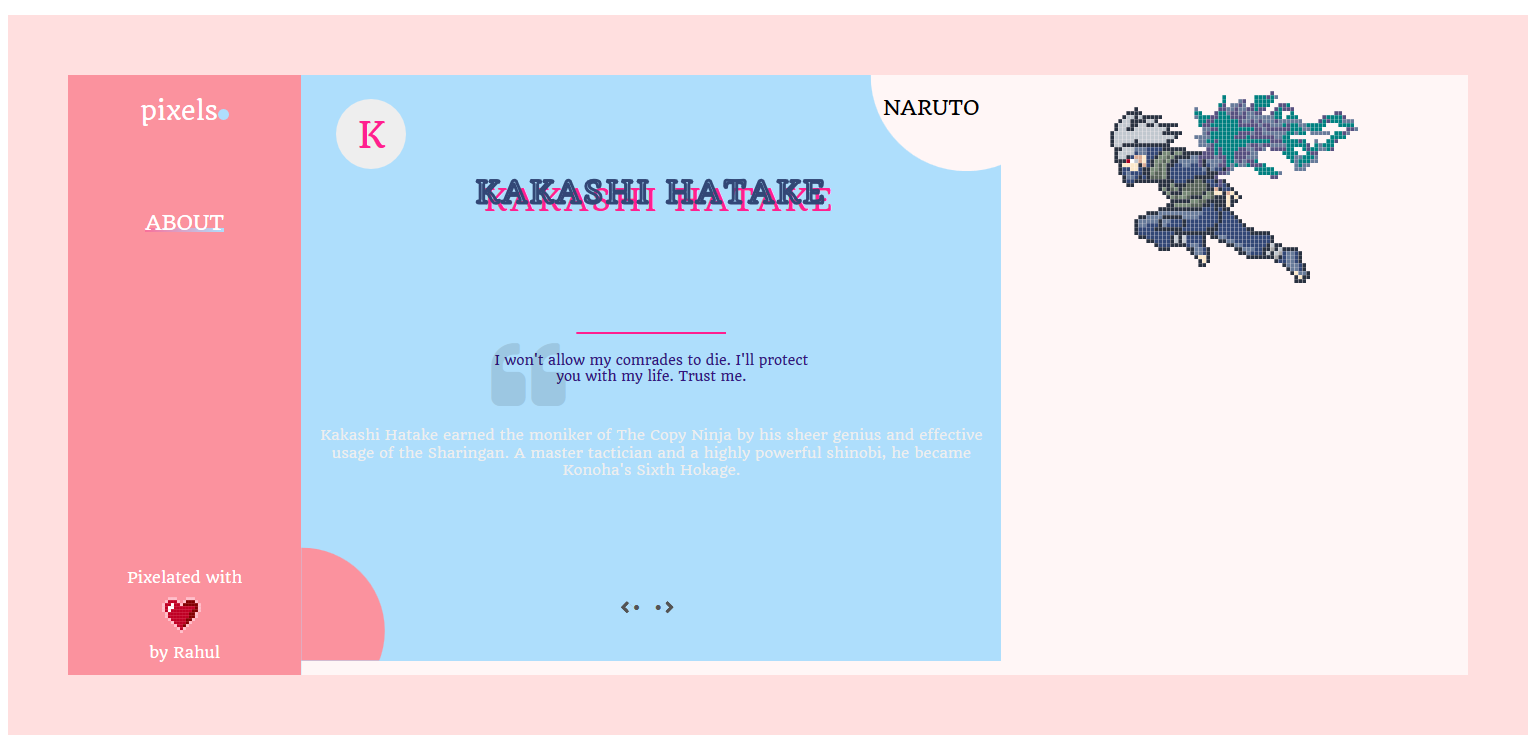 pixels
ABOUT
Pixelated with
by Rahul
K
NARUTO
KAKASHI HATAKE
I won't allow my comrades to die. I'll protect
you with my life. Trust me.
Kakashi Hatake earned the moniker of The Copy Ninja by his sheer genius and effective
usage of the Sharingan. A master tactician and a highly powerful shinobi, he became
Konoha's Sixth Hokage.